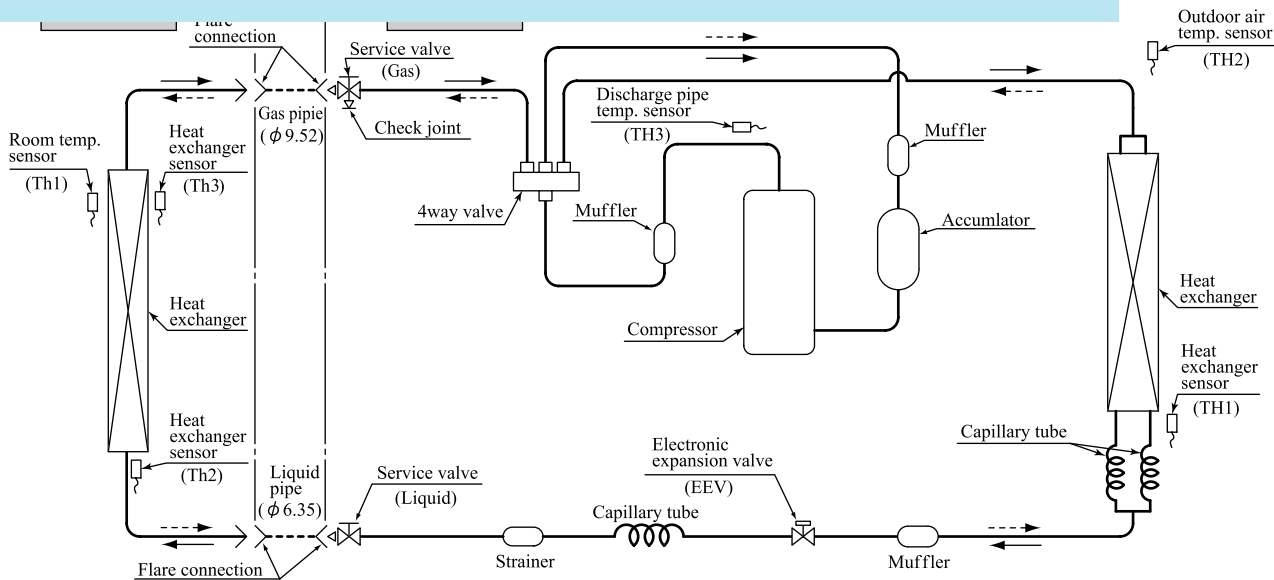 Flare
connection
Service valve
(Gas)
Outdoor air
temp. sensor
(TH2)
Gas pipie
(ϕ9.52)
Check joint
Discharge pipe
temp. sensor
(TH3)
Muffler
Room temp.
sensor
(Th1)
Heat
exchanger
sensor
(Th3)
4way valve
Muffler
Accumlator
Heat
exchanger
Compressor
Heat
exchanger
Heat
exchanger
sensor
(TH1)
Heat
exchanger
sensor
(Th2)
Liquid
pipe
(ϕ6.35)
Service valve
(Liquid)
Electronic
expansion valve
(EEV)
Capillary tube
Capillary tube
Strainer
Muffler
Flare connection